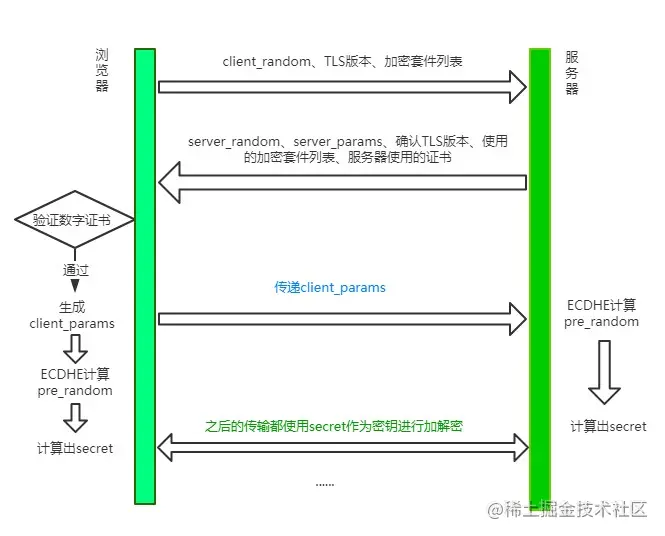 浏览器
服务器
client_random、TLS版本、加密套件列表
server_random、server_params、确认TLS版本、使用
的加密套件列表、服务器使用的证书
验证数字证书
通过
传递client_params
生成
client_params
ECDHE计算
pre_random
ECDHE计算
pre_random
计算出secret
计算出secret
之后的传输都使用secret作为密钥进行加解密
......
@稀土掘金技术社区